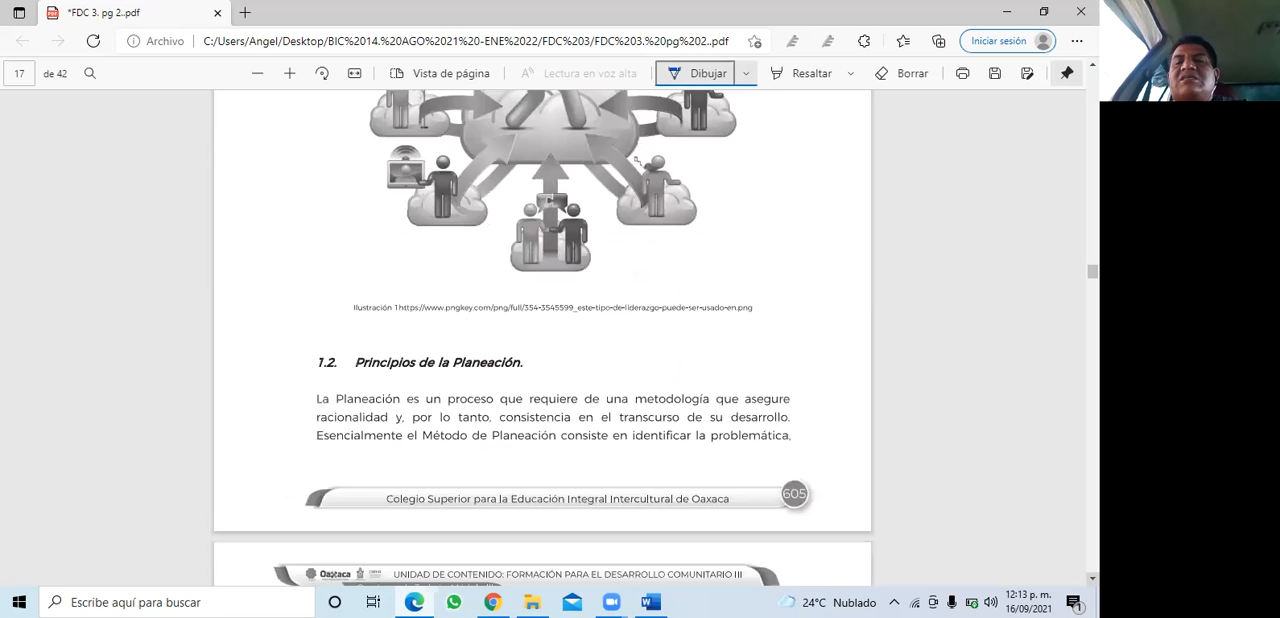 *FDC 3. pg 2..pdf
Archivo
C:/Users/Angel/Desktop/BIC%2014.%20AGO%2021%20-ENE%2022/FDC%203/FDC%203.%20pg%202..pdf
Iniciar sesión
17 de 42
Vista de página
Lectura en voz alta
Dibujar
Resaltar
Borrar
Ilustración 1 https://www.pngkey.com/png/full/354-3545599_este-tipo-de-liderazgo-puede-ser-usado-en.png
1.2. Principios de la Planeación.
La Planeación es un proceso que requiere de una metodología que asegure
racionalidad y, por lo tanto, consistencia en el transcurso de su desarrollo.
Esencialmente el Método de Planeación consiste en identificar la problemática,
Colegio Superior para la Educación Integral Intercultural de Oaxaca
605
Oaxaca
UNIDAD DE CONTENIDO: FORMACIÓN PARA EL DESARROLLO COMUNITARIO III
Escribe aquí para buscar
24°C Nublado
12:13 p. m.
16/09/2021
1